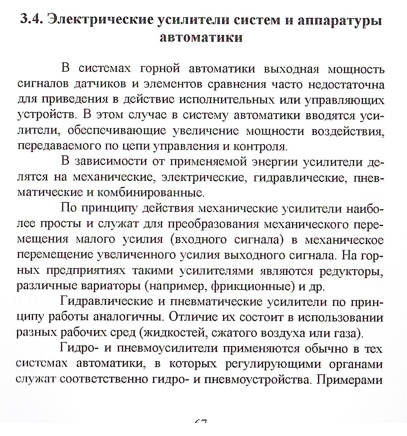 3.4. Электрические усилители систем и аппаратуры
автоматики
В системах горной автоматики выходная мощность
сигналов датчиков и элементов сравнения часто недостаточна
для приведения в действие исполнительных или управляющих
устройств. В этом случае в систему автоматики вводятся уси-
лители, обеспечивающие увеличение мощности воздействия,
передаваемого по цепи управления и контроля.
В зависимости от применяемой энергии усилители де-
лятся на механические, электрические, гидравлические, пнев-
матические и комбинированные.
По принципу действия механические усилители наибо-
лее просты и служат для преобразования механического пере-
мещения малого усилия (входного сигнала) в механическое
перемещение увеличенного усилия выходного сигнала. На гор-
ных предприятиях такими усилителями являются редукторы,
различные вариаторы (например, фрикционные) и др.
Гидравлические и пневматические усилители по прин-
ципу работы аналогичны. Отличие их состоит в использовании
разных рабочих сред (жидкостей, сжатого воздуха или газа).
Гидро- и пневмоусилители применяются обычно в тех
системах автоматики, в которых регулирующими органами
служат соответственно гидро- и пневмоустройства. Примерами